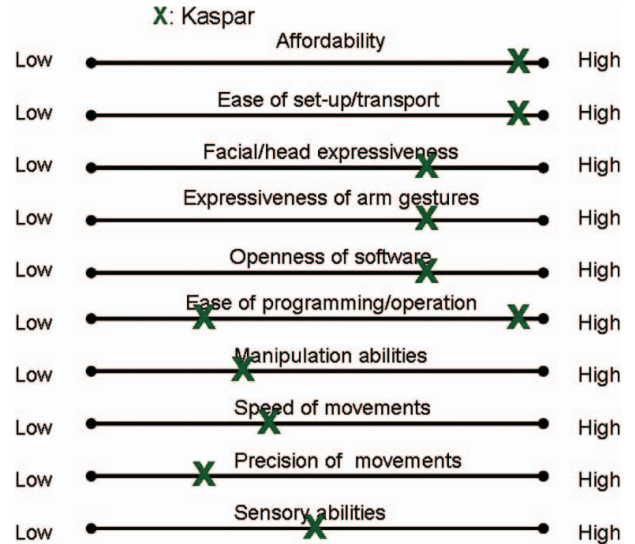 X: Kaspar
Affordability
Low High
Ease of set-up/transport
Low High
Facial/head expressiveness
Low High
Expressiveness of arm gestures
Low High
Openness of software
Low High
Ease of programming/operation
Low High
Manipulation abilities
Low High
Speed of movements
Low High
Precision of movements
Low High
Sensory abilities
Low High